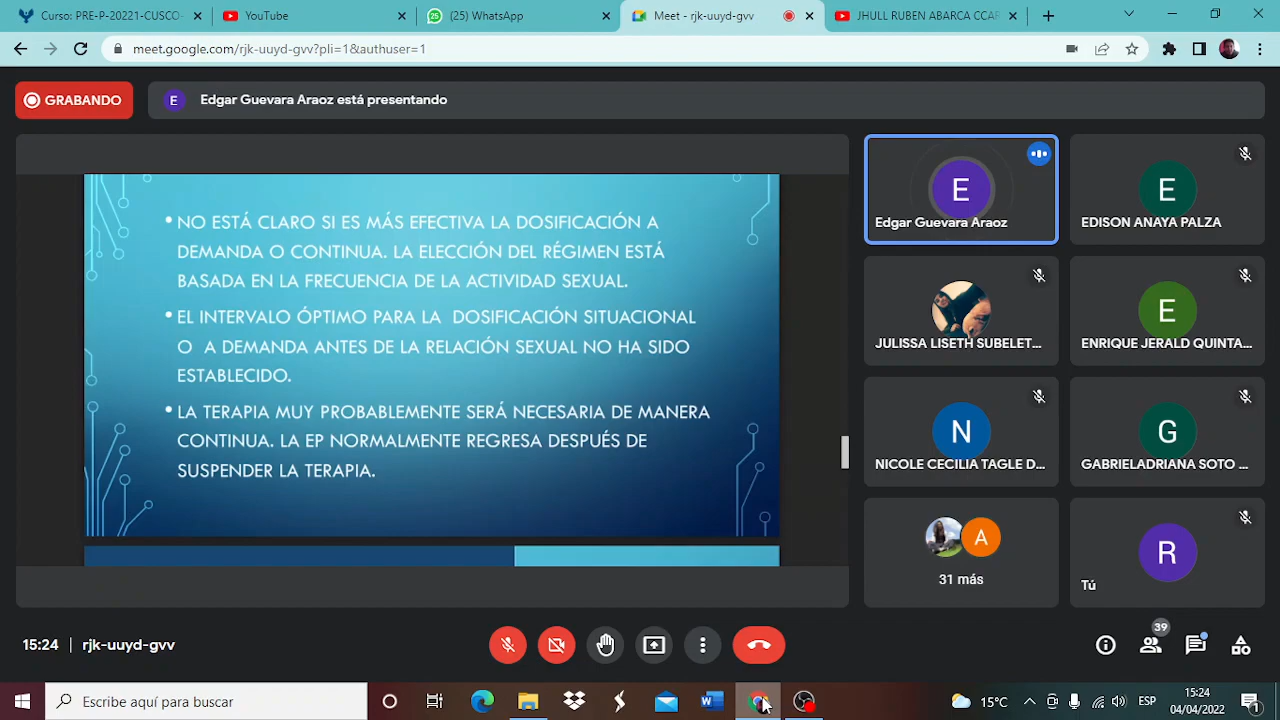 Curso: PRE-P-20221-CUSCO-
YouTube
(25) WhatsApp
Meet - rjk-uuyd-gvv
JHULL RUBEN ABARCA CCAR
meet.google.com/rjk-uuyd-gvv?pli=1&authuser=1
GRABANDO
E
Edgar Guevara Araoz está presentando
• NO ESTÁ CLARO SI ES MÁS EFECTIVA LA DOSIFICACIÓN A
DEMANDA O CONTINUA. LA ELECCIÓN DEL RÉGIMEN ESTÁ
BASADA EN LA FRECUENCIA DE LA ACTIVIDAD SEXUAL.
• EL INTERVALO ÓPTIMO PARA LA DOSIFICACIÓN SITUACIONAL
O A DEMANDA ANTES DE LA RELACIÓN SEXUAL NO HA SIDO
ESTABLECIDO.
• LA TERAPIA MUY PROBABLEMENTE SERÁ NECESARIA DE MANERA
CONTINUA. LA EP NORMALMENTE REGRESA DESPUÉS DE
SUSPENDER LA TERAPIA.
E
Edgar Guevara Araoz
E
EDISON ANAYA PALZA
JULISSA LISETH SUBELET...
E
ENRIQUE JERALD QUINTA...
N
NICOLE CECILIA TAGLE D...
G
GABRIELADRIANA SOTO ...
A
31 más
R
Tú
15:24 | rjk-uuyd-gvv
39
Escribe aquí para buscar
15°C
ESP
15:24
04/04/2022